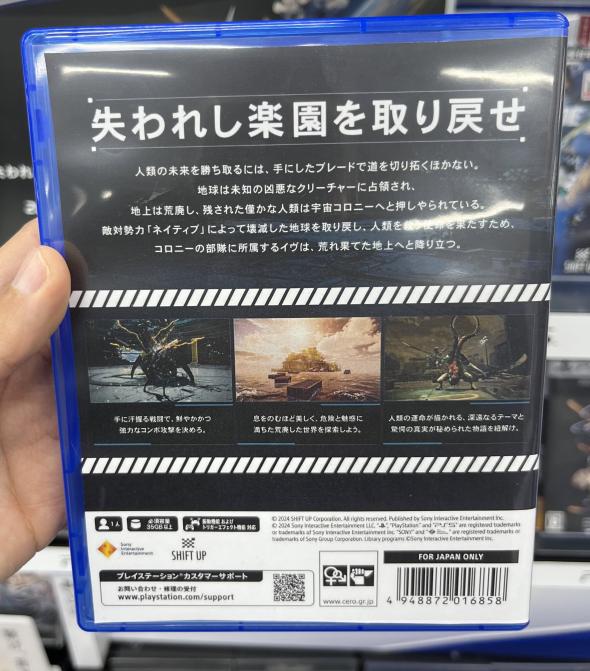 失われし楽園を取り戻せ
人類の未来を勝ち取るには、手にしたブレードで道を切り拓くほかない。
地球は未知の凶悪なクリーチャーに占領され、
地上は荒廃し、残された僅かな人類は宇宙コロニーへと押しやられている。
敵対勢力「ネイティブ」によって壊滅した地球を取り戻し、人類を救う使命を果たすため、
コロニーの部隊に所属するイヴは、荒れ果てた地上へと降り立つ。
手に汗握る戦闘で、鮮やかかつ
強力なコンボ攻撃を決めろ。
息をのむほど美しく、危険と魅惑に
満ちた荒廃した世界を探索しよう。
人類の運命が描かれる、深遠なるテーマと
驚愕の真実が秘められた物語を紐解け。
1人
必須容量
35GB以上
振動機能 および
トリガーエフェクト機能 対応
Sony
Interactive
Entertainment
SHIFT UP
© 2024 SHIFT UP Corporation. All rights reserved. Published by Sony Interactive Entertainment Inc.
© 2024 Sony Interactive Entertainment LLC. "PlayStation" and "PS5" are registered trademarks
or trademarks of Sony Interactive Entertainment Inc. "SONY" and are registered trademarks
or trademarks of Sony Group Corporation. Library programs ©Sony Interactive Entertainment Inc.
プレイステーション®カスタマーサポート
お問い合わせ・修理の受付
www.playstation.com/support
www.cero.gr.jp
FOR JAPAN ONLY
4 948872 016858